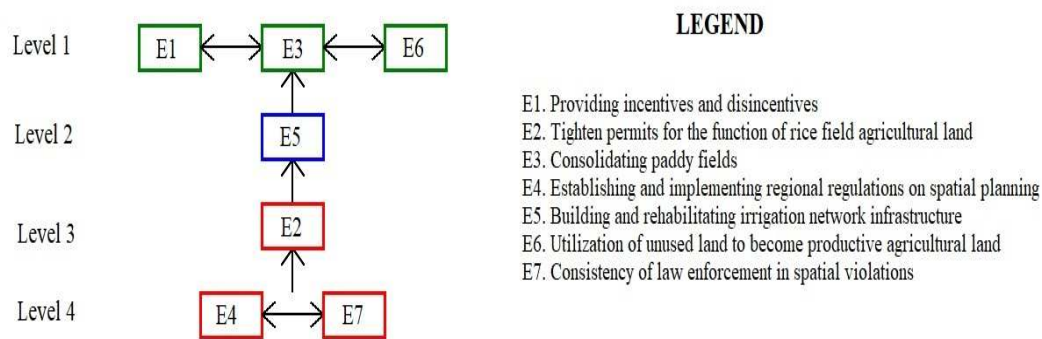 Level 1
E1
E3
E6
Level 2
E5
Level 3
E2
Level 4
E4
E7
LEGEND
E1. Providing incentives and disincentives
E2. Tighten permits for the function of rice field agricultural land
E3. Consolidating paddy fields
E4. Establishing and implementing regional regulations on spatial planning
E5. Building and rehabilitating irrigation network infrastructure
E6. Utilization of unused land to become productive agricultural land
E7. Consistency of law enforcement in spatial violations